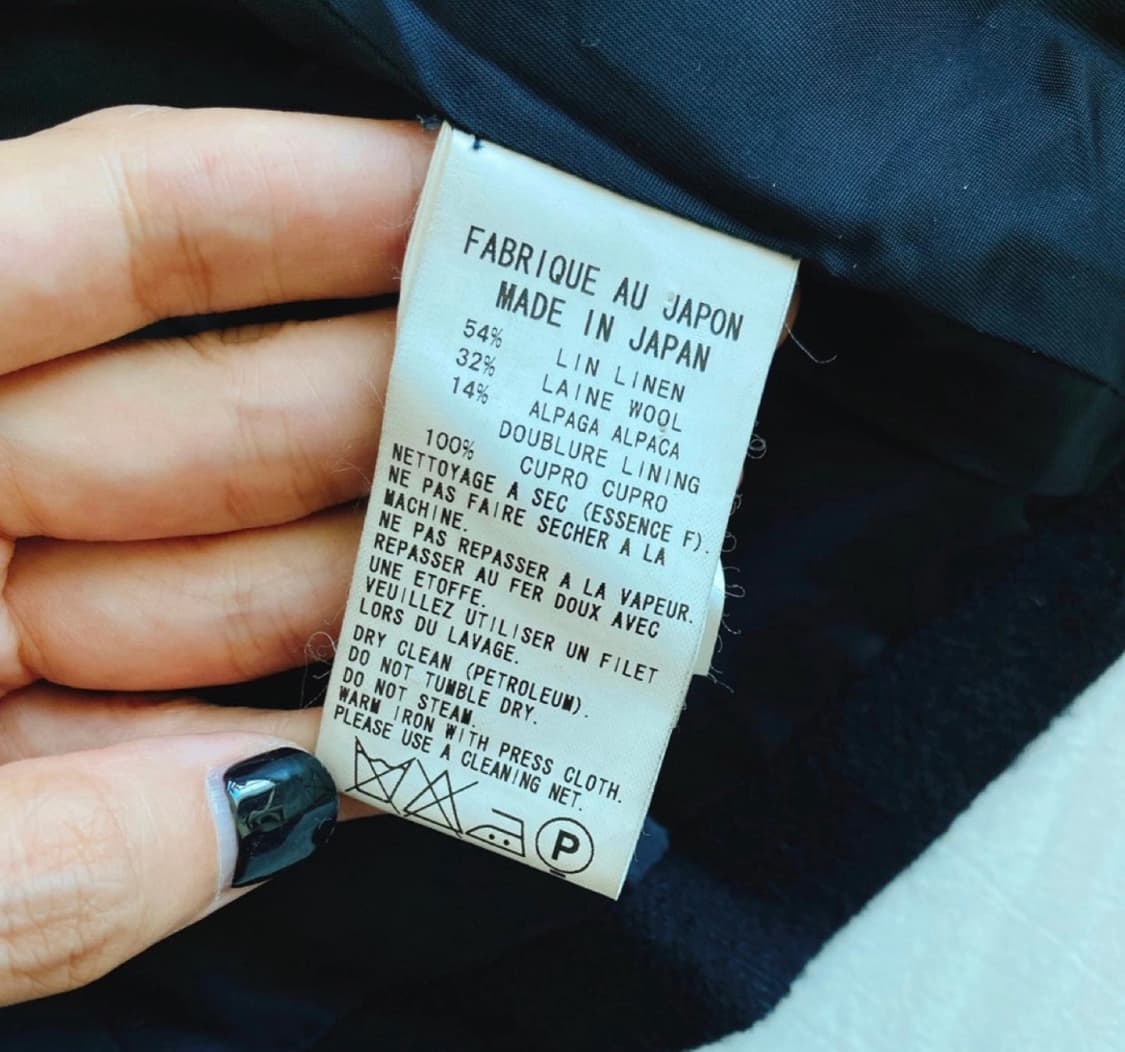 FABRIQUE AU JAPON
MADE IN JAPAN
54% LIN LINEN
32% LAINE WOOL
14% ALPAGA ALPACA
DOUBLURE LINING
100% CUPRO CUPRO
NETTOYAGE A SEC (ESSENCE F).
NE PAS FAIRE SECHER A LA
MACHINE.
NE PAS REPASSER A LA VAPEUR.
REPASSER AU FER DOUX AVEC
UNE ETOFFE.
VEUILLEZ UTILISER UN FILET
LORS DU LAVAGE.
DRY CLEAN (PETROLEUM).
DO NOT TUMBLE DRY.
DO NOT STEAM.
WARM IRON WITH PRESS CLOTH.
PLEASE USE A CLEANING NET.
P